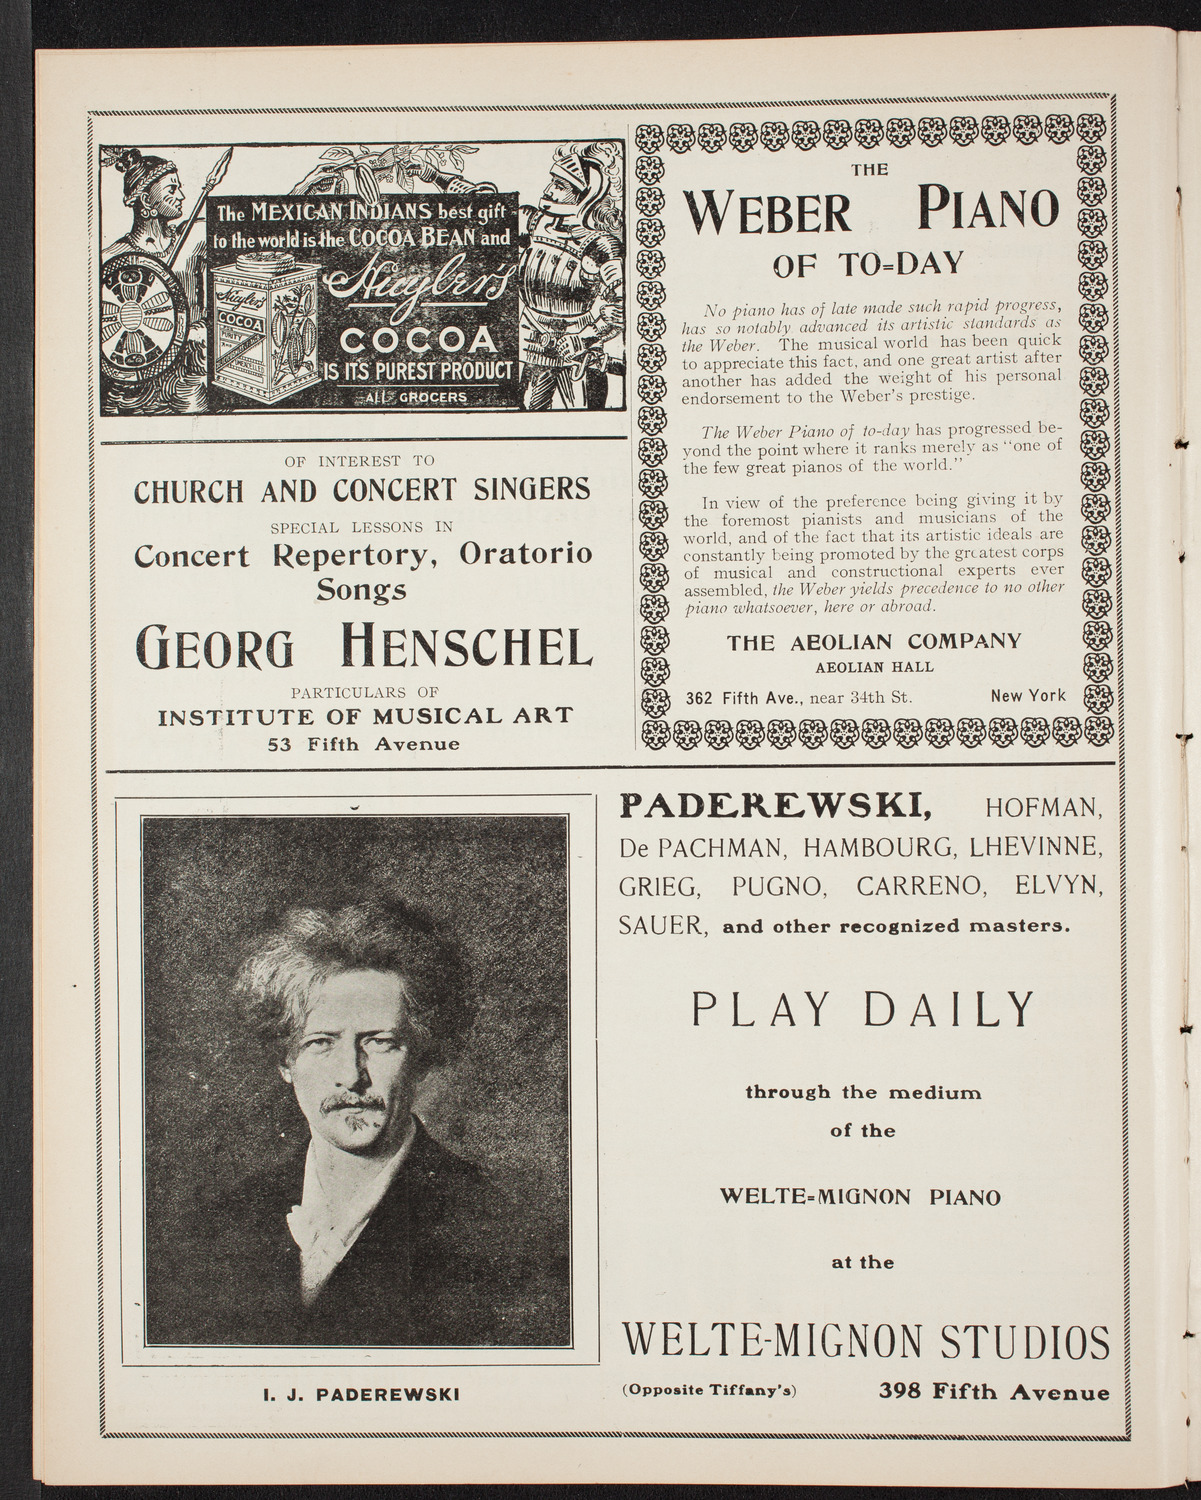 The MEXICAN INDIANS best gift
to the world is the COCOA BEAN and
Huyler's
COCOA
IS ITS PUREST PRODUCT
ALL GROCERS
Huyler's
COCOA
OF INTEREST TO
CHURCH AND CONCERT SINGERS
SPECIAL LESSONS IN
Concert Repertory, Oratorio
Songs
GEORG HENSCHEL
PARTICULARS OF
INSTITUTE OF MUSICAL ART
53 Fifth Avenue
THE
WEBER PIANO
OF TO=DAY
No piano has of late made such rapid progress,
has so notably advanced its artistic standards as
the Weber. The musical world has been quick
to appreciate this fact, and one great artist after
another has added the weight of his personal
endorsement to the Weber's prestige.
The Weber Piano of to-day has progressed be-
yond the point where it ranks merely as "one of
the few great pianos of the world."
In view of the preference being giving it by
the foremost pianists and musicians of the
world, and of the fact that its artistic ideals are
constantly being promoted by the greatest corps
of musical and constructional experts ever
assembled, the Weber yields precedence to no other
piano whatsoever, here or abroad.
THE AEOLIAN COMPANY
AEOLIAN HALL
362 Fifth Ave., near 34th St. New York
I. J. PADEREWSKI
PADEREWSKI, HOFMAN,
De PACHMAN, HAMBOURG, LHEVINNE,
GRIEG, PUGNO, CARRENO, ELVYN,
SAUER, and other recognized masters.
PLAY DAILY
through the medium
of the
WELTE=MIGNON PIANO
at the
WELTE-MIGNON STUDIOS
(Opposite Tiffany's) 398 Fifth Avenue